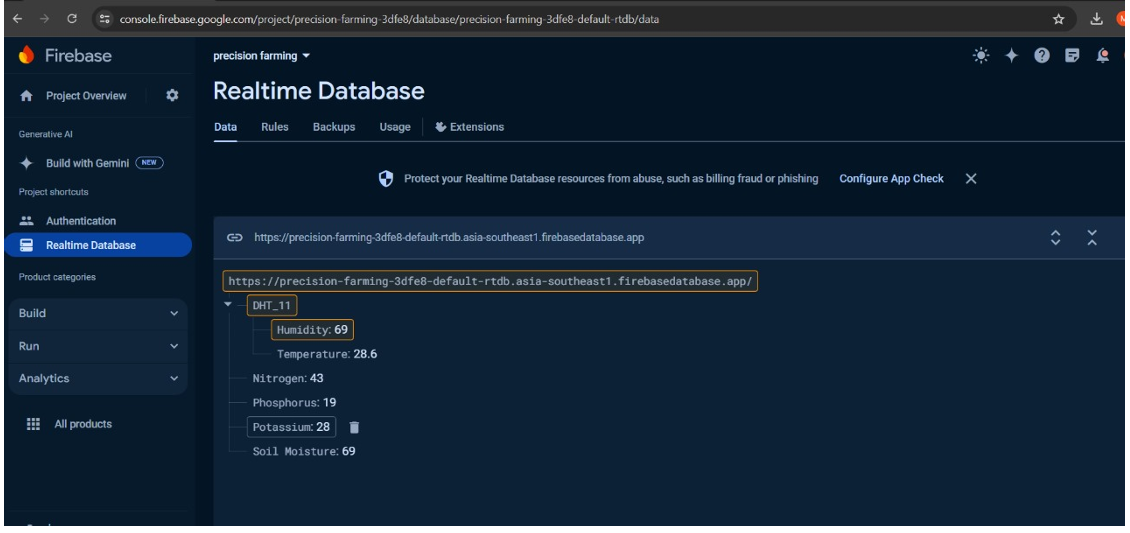 console.firebase.google.com/project/precision-farming-3dfe8/database/precision-farming-3dfe8-default-rtdb/data
Firebase
precision farming
Project Overview
Realtime Database
Data Rules Backups Usage Extensions
Generative AI
Build with Gemini NEW
Protect your Realtime Database resources from abuse, such as billing fraud or phishing Configure App Check
Project shortcuts
Authentication
Realtime Database
https://precision-farming-3dfe8-default-rtdb.asia-southeast1.firebasedatabase.app
Product categories
https://precision-farming-3dfe8-default-rtdb.asia-southeast1.firebasedatabase.app/
DHT_11
Build
Humidity: 69
Run
Temperature: 28.6
Analytics
Nitrogen: 43
Phosphorus: 19
All products
Potassium: 28
Soil Moisture: 69